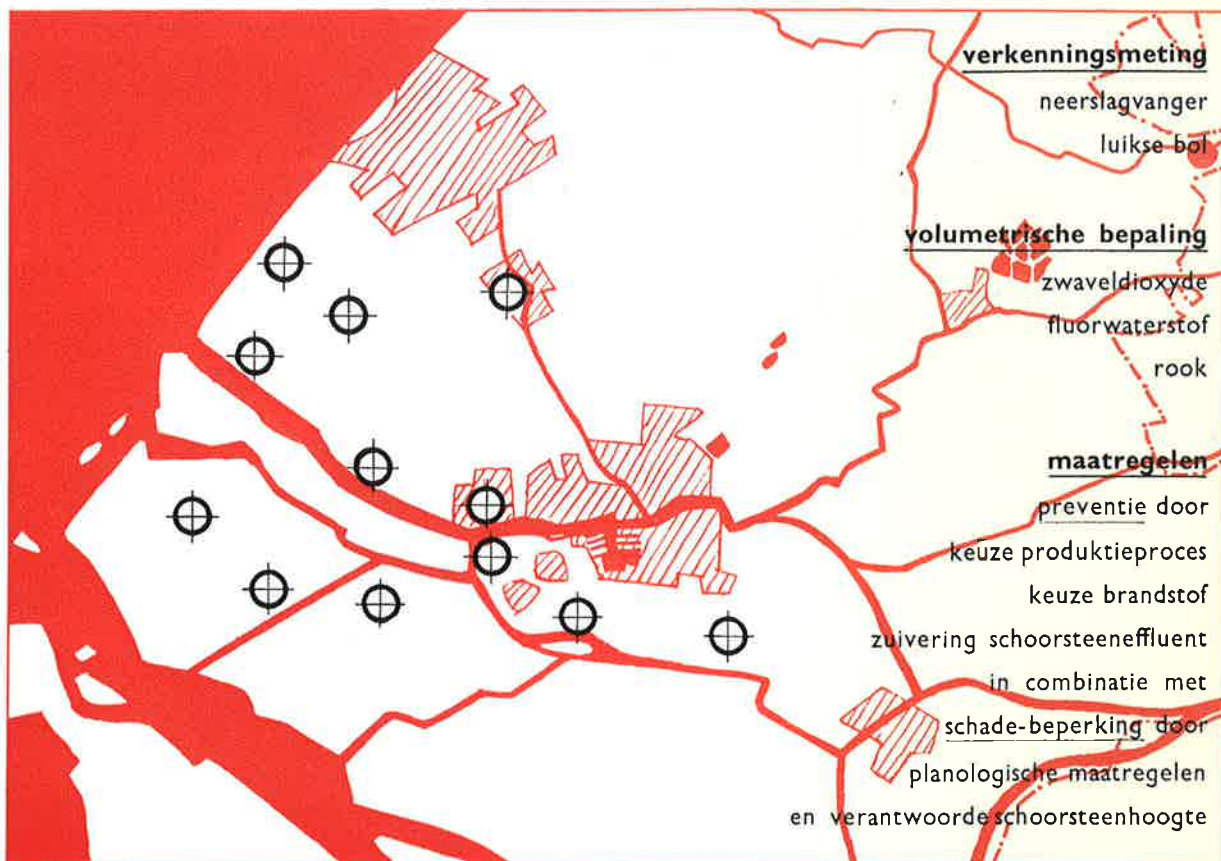 verkenningsmeting
neerslagvanger
luikse bol
volumetrische bepaling
zwaveldioxyde
fluorwaterstof
rook
maatregelen
preventie door
keuze produktieproces
keuze brandstof
zuivering schoorsteeneffluent
in combinatie met
schade-beperking door
planologische maatregelen
en verantwoorde schoorsteenhoogte